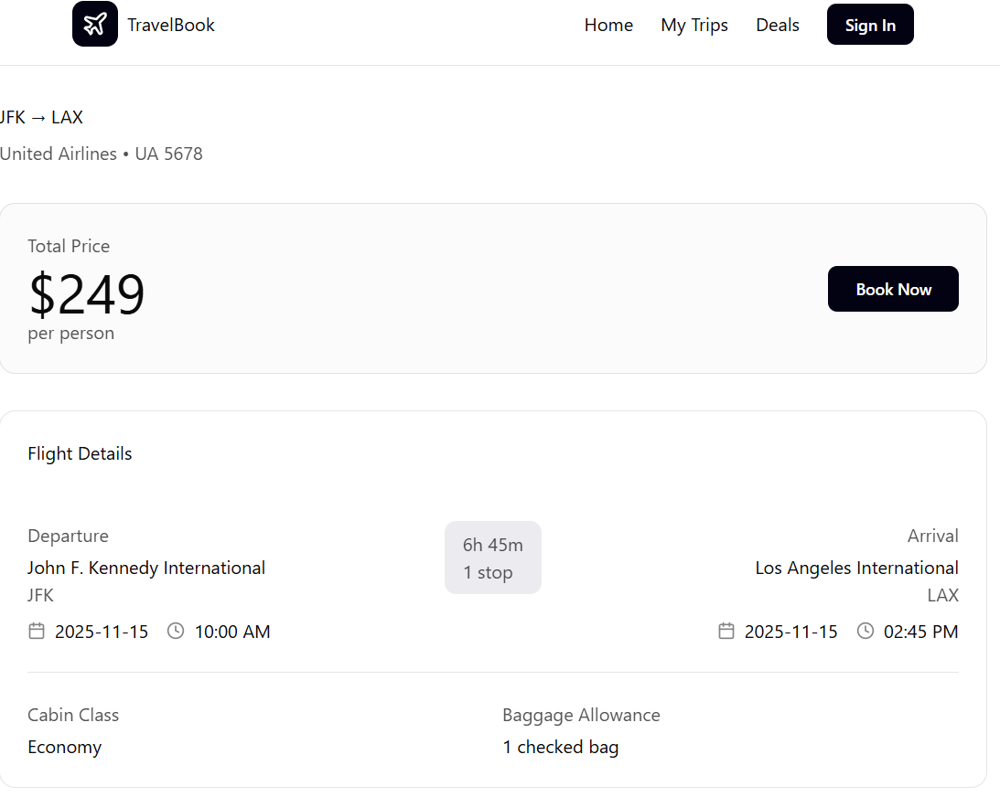 TravelBook
Home My Trips Deals Sign In
JFK → LAX
United Airlines • UA 5678
Total Price
$249
per person
Book Now
Flight Details
Departure
John F. Kennedy International
JFK
2025-11-15 10:00 AM
6h 45m
1 stop
Arrival
Los Angeles International
LAX
2025-11-15 02:45 PM
Cabin Class
Economy
Baggage Allowance
1 checked bag